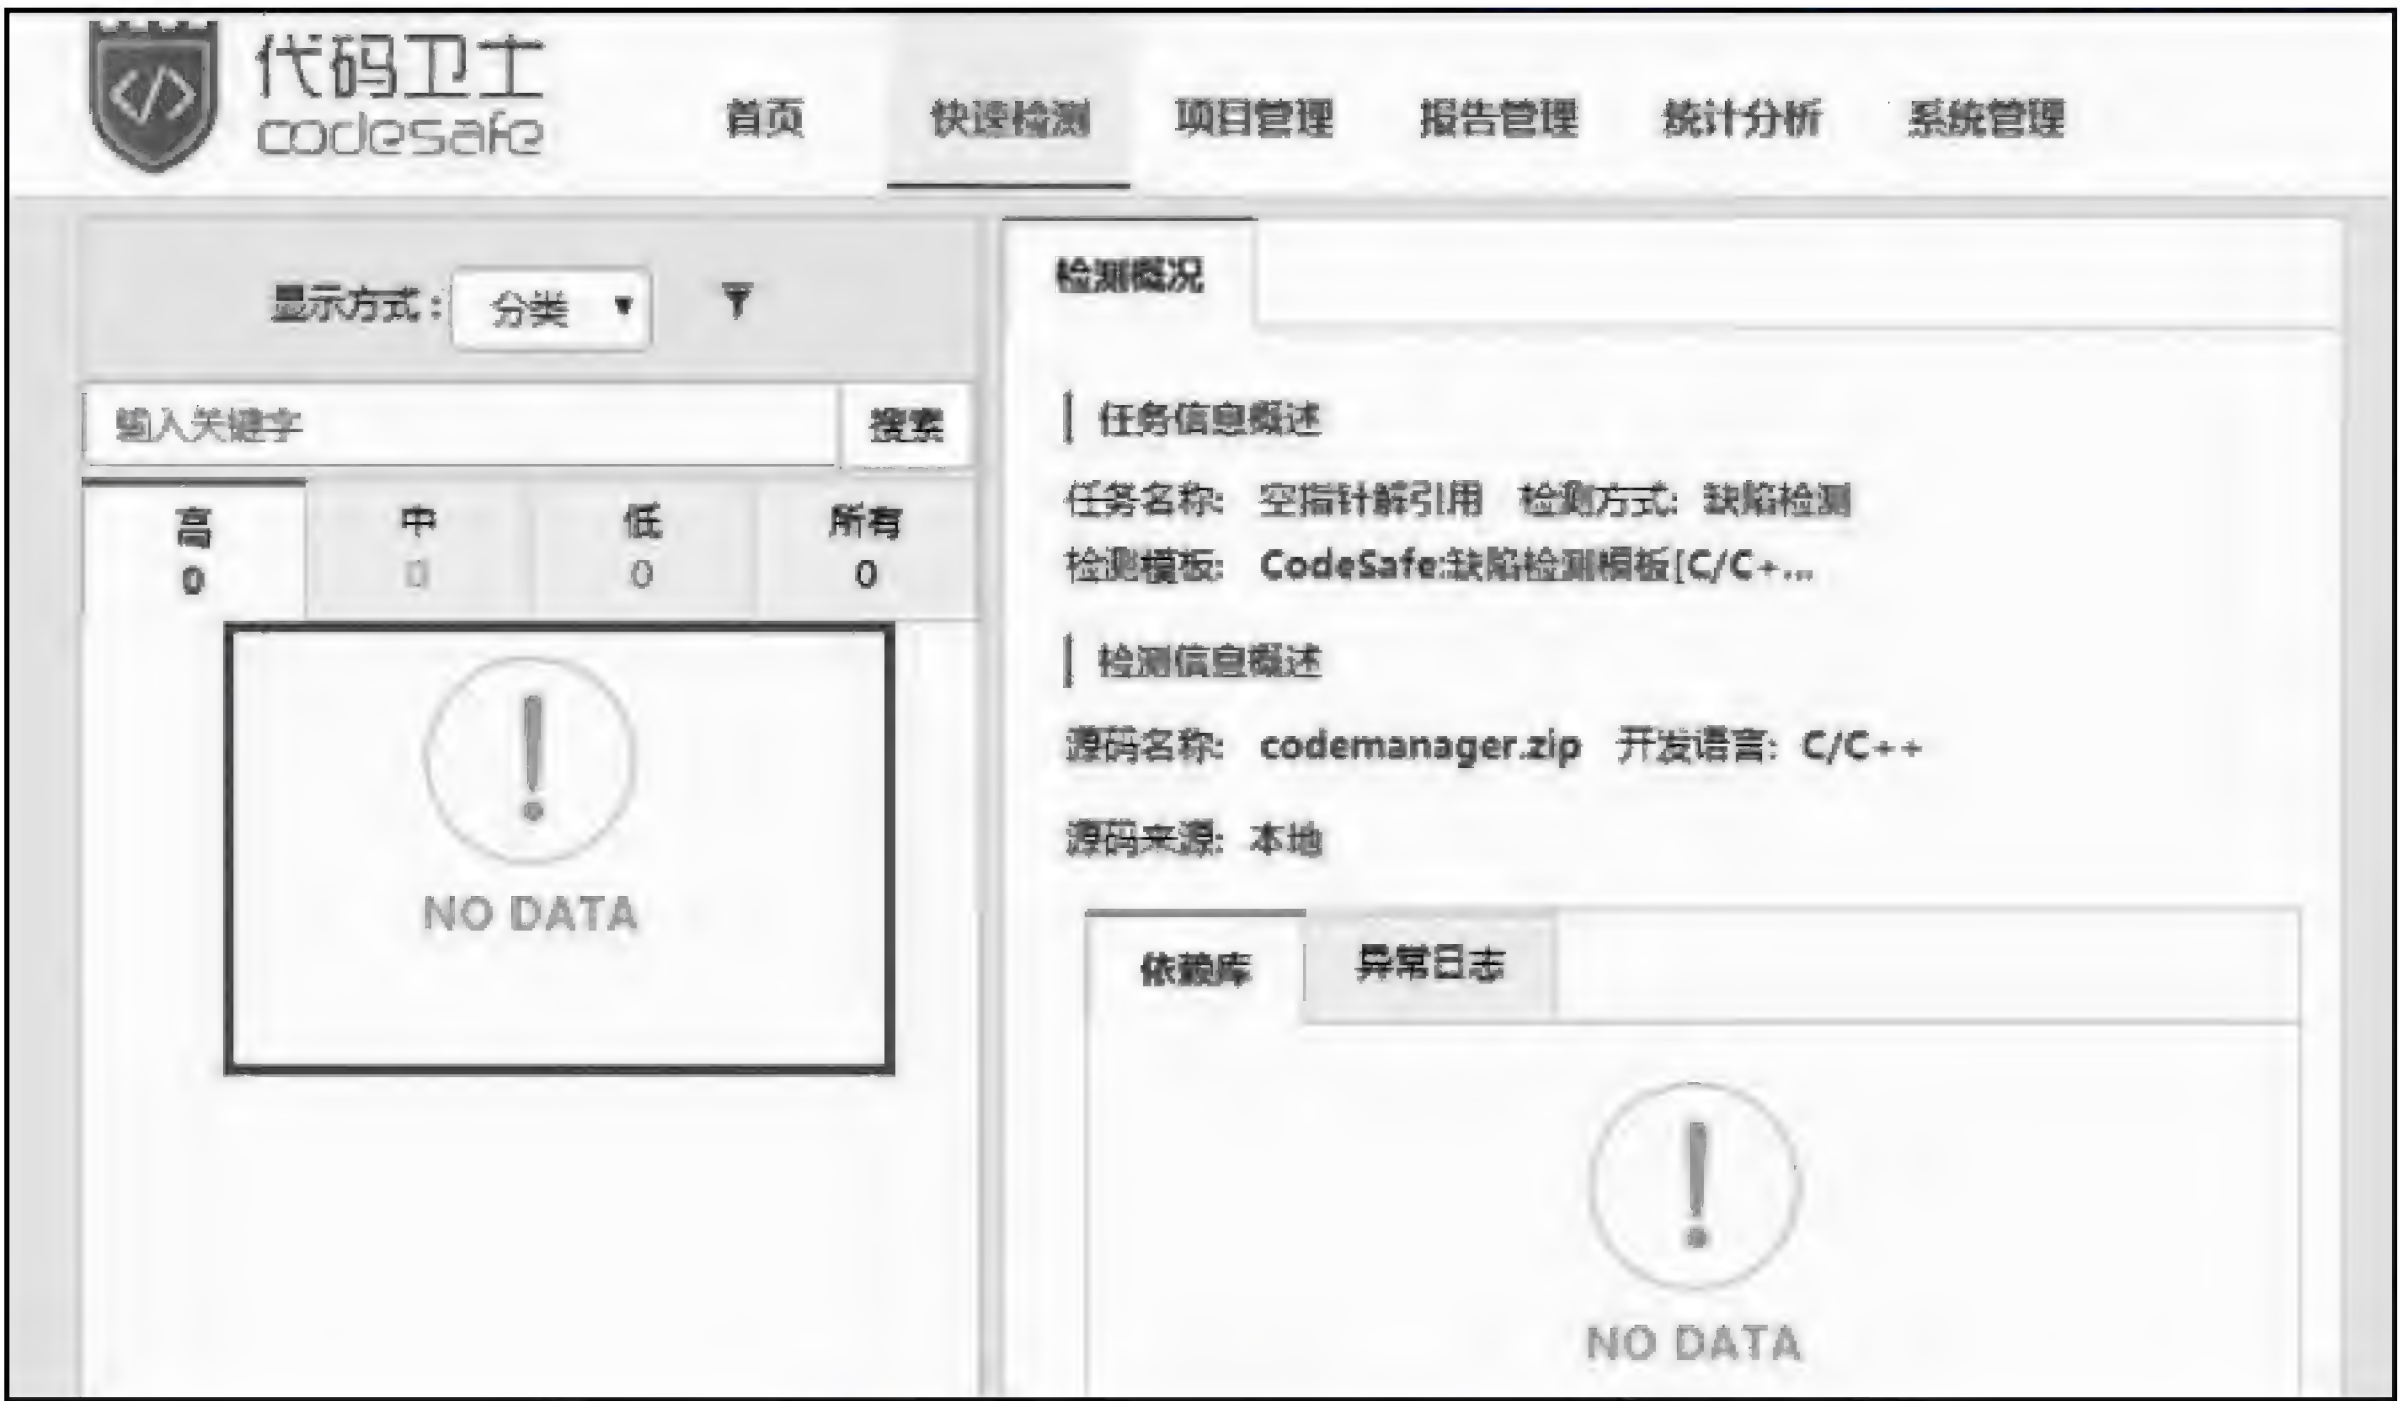 代码卫士
codesafe
首页 快速检测 项目管理 报告管理 统计分析 系统管理
显示方式: 分类
输入关键字 搜索
高 中 低 所有
0 0 0 0
NO DATA
检测概况
任务信息概述
任务名称: 空指针解引用 检测方式: 缺陷检测
检测模板: CodeSafe:缺陷检测模板[C/C+...
检测信息概述
源码名称: codemanager.zip 开发语言: C/C++
源码来源: 本地
依赖库 异常日志
NO DATA